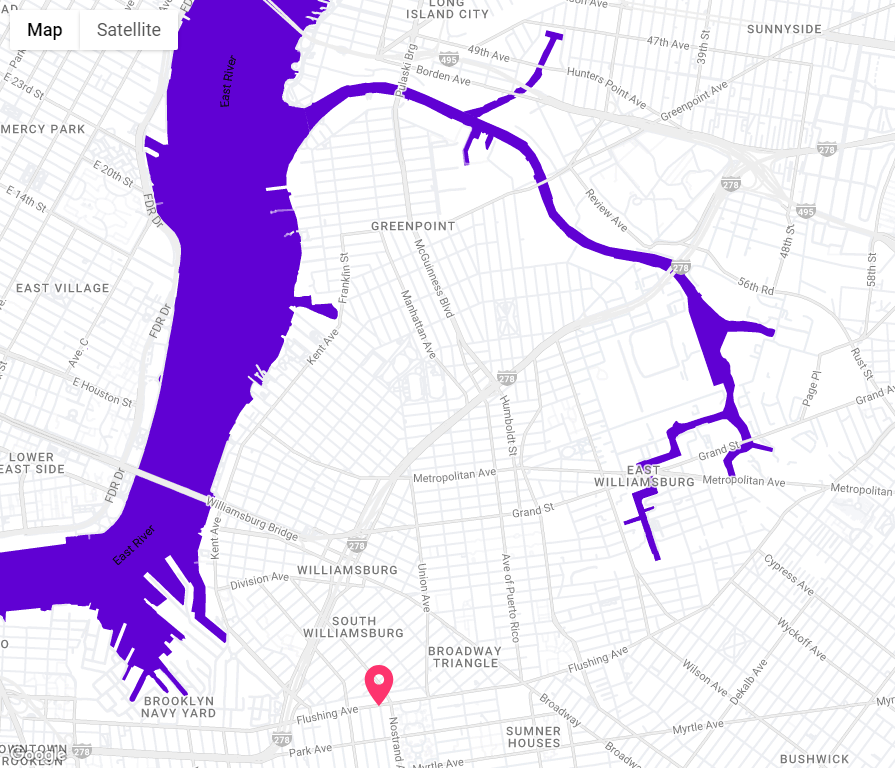 Map
Satellite
LONG
ISLAND CITY
SUNNYSIDE
47th Ave
39th St
49th Ave
495
Borden Ave
Pulaski Brg
Hunters Point Ave
Greenpoint Ave
East River
E 23rd St
MERCY PARK
E 20th St
E 14th St
FDR Dr
278
278
495
Review Ave
48th St
58th St
GREENPOINT
McGuinness Blvd
Franklin St
Manhattan Ave
278
56th Rd
EAST VILLAGE
FDR Dr
Kent Ave
Ave. C
Rust St
E Houston St
278
Page Pl
Grand Av
Humboldt St
Grand St
LOWER
EAST SIDE
FDR Dr
Metropolitan Ave
EAST
WILLIAMSBURG
Metropolitan Ave
Metropolitan
Williamsburg Bridge
Grand St
East River
Kent Ave
278
WILLIAMSBURG
Division Ave
Union Ave
Ave of Puerto Rico
Cypress Ave
SOUTH
WILLIAMSBURG
BROADWAY
TRIANGLE
Flushing Ave
Wyckoff Ave
Wilson Ave
Dekalb Ave
BROOKLYN
NAVY YARD
Flushing Ave
Nostrand A
Broadway
Myrtle Ave
SUMNER
HOUSES
278
Park Ave
Broadw
Myrtle Ave
BUSHWICK
OWNTOWN
ROOKLYN
Google